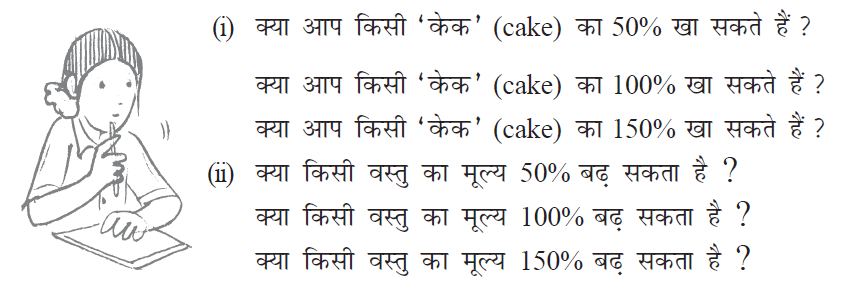 (i) क्या आप किसी ‘केक’ (cake) का 50% खा सकते हैं ?
क्या आप किसी ‘केक’ (cake) का 100% खा सकते हैं ?
क्या आप किसी ‘केक’ (cake) का 150% खा सकते हैं ?
(ii) क्या किसी वस्तु का मूल्य 50% बढ़ सकता है ?
क्या किसी वस्तु का मूल्य 100% बढ़ सकता है ?
क्या किसी वस्तु का मूल्य 150% बढ़ सकता है ?